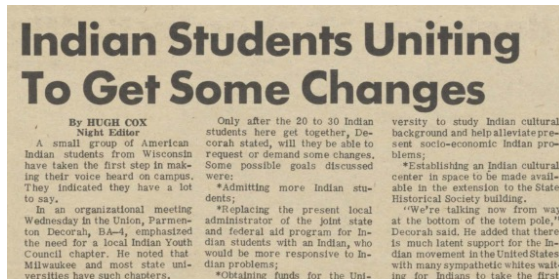 Indian Students Uniting
To Get Some Changes
By HUGH COX
Night Editor
A small group of American
Indian students from Wisconsin
have taken the first step in mak-
ing their voice heard on campus.
They indicated they have a lot
to say.
In an organizational meeting
Wednesday in the Union, Parmen-
ton Decorah, BA-4, emphasized
the need for a local Indian Youth
Council chapter. He noted that
Milwaukee and most state uni-
versities have such chapters.
Only after the 20 to 30 Indian
students here get together, De-
corah stated, will they be able to
request or demand some changes.
Some possible goals discussed
were:
*Admitting more Indian stu-
dents;
*Replacing the present local
administrator of the joint state
and federal aid program for In-
dian students with an Indian, who
would be more responsive to In-
dian problems;
*Obtaining funds for the Uni-
versity to study Indian cultural
background and help alleviate pre-
sent socio-economic Indian pro-
blems;
*Establishing an Indian cultural
center in space to be made avail-
able in the extension to the State
Historical Society building.
"We're talking now from way
at the bottom of the totem pole,"
Decorah said. He added that there
is much latent support for the In-
dian movement in the United States
with many sympathetic whites wait-
ing for Indians to take the